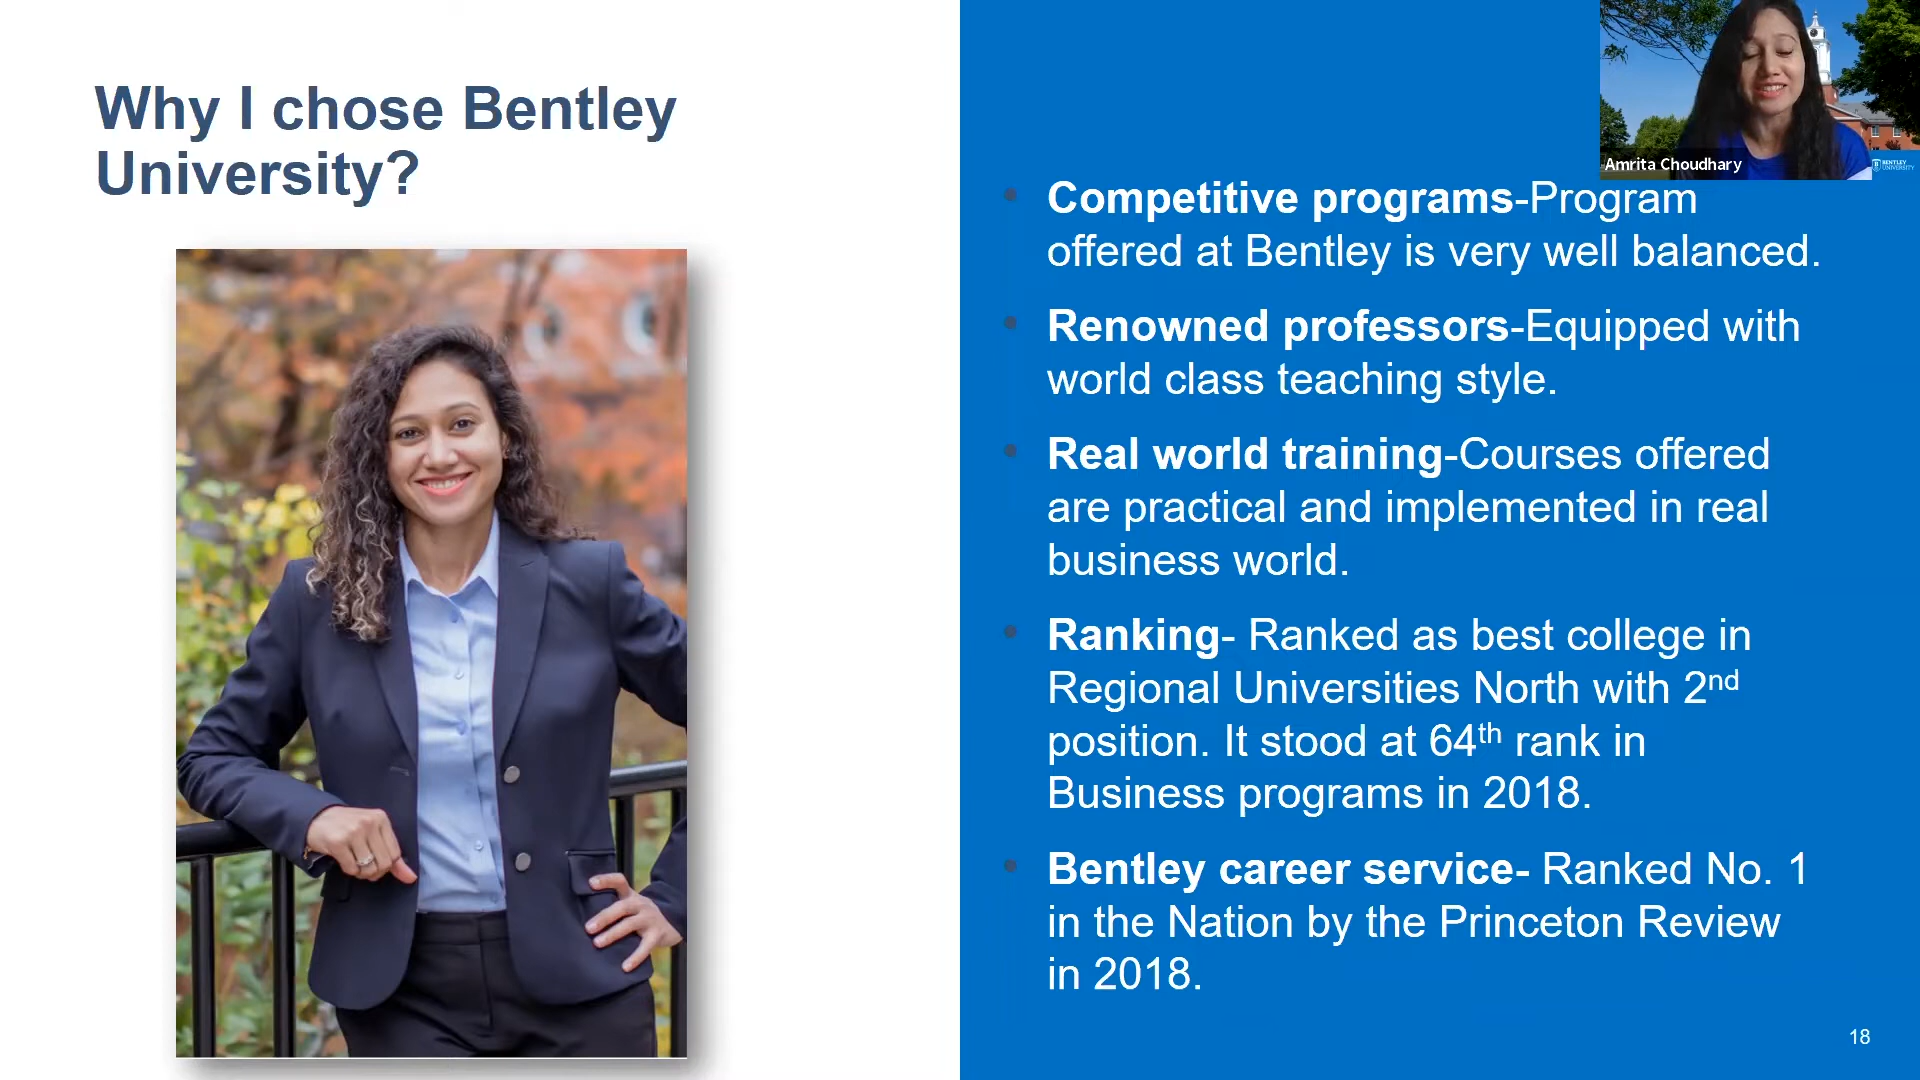 Why I chose Bentley
University?
Amrita Choudhary
BENTLEY
UNIVERSITY
Competitive programs-Program
offered at Bentley is very well balanced.
Renowned professors-Equipped with
world class teaching style.
Real world training-Courses offered
are practical and implemented in real
business world.
Ranking- Ranked as best college in
Regional Universities North with 2nd
position. It stood at 64th rank in
Business programs in 2018.
Bentley career service- Ranked No. 1
in the Nation by the Princeton Review
in 2018.
18